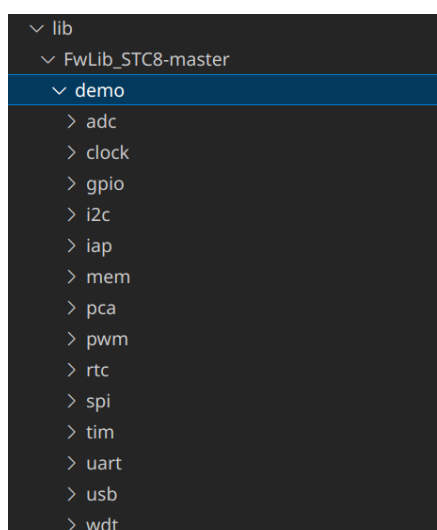 lib
FwLib_STC8-master
demo
adc
clock
gpio
i2c
iap
mem
pca
pwm
rtc
spi
tim
uart
usb
wdt